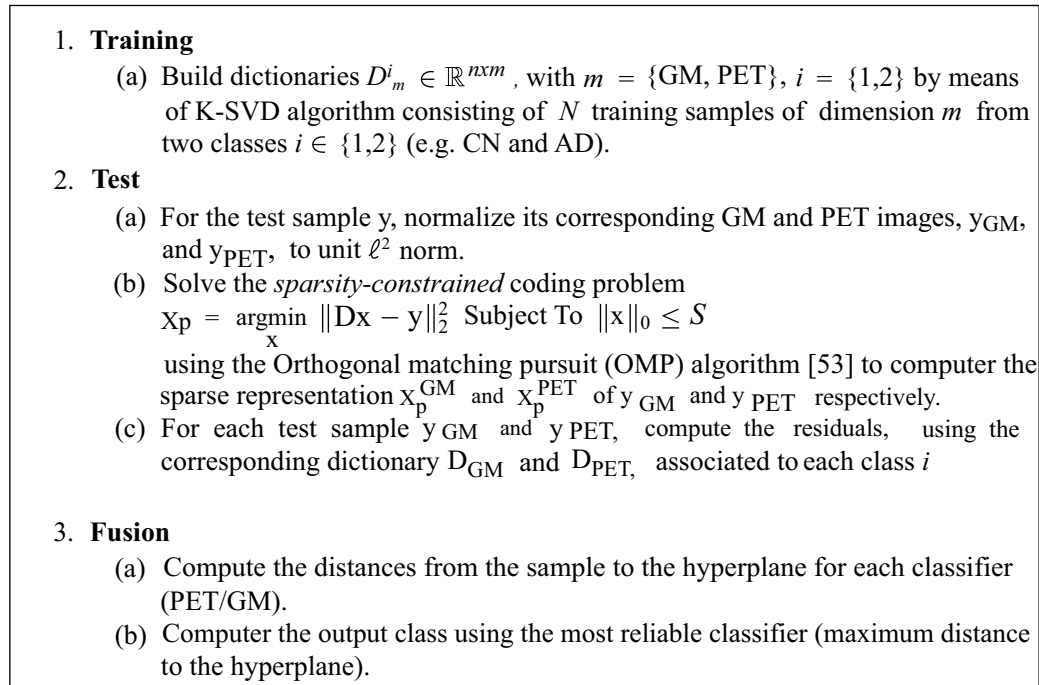 1. Training
(a) Build dictionaries D^i_m ∈ ℝ^nxm, with m = {GM, PET}, i = {1,2} by means
of K-SVD algorithm consisting of N training samples of dimension m from
two classes i ∈ {1,2} (e.g. CN and AD).
2. Test
(a) For the test sample y, normalize its corresponding GM and PET images, y_GM,
and y_PET, to unit ℓ² norm.
(b) Solve the sparsity-constrained coding problem
x_p = argmin_x ‖Dx − y‖₂² Subject To ‖x‖₀ ≤ S
using the Orthogonal matching pursuit (OMP) algorithm [53] to computer the
sparse representation x_p^GM and x_p^PET of y_GM and y_PET respectively.
(c) For each test sample y_GM and y_PET, compute the residuals, using the
corresponding dictionary D_GM and D_PET, associated to each class i
3. Fusion
(a) Compute the distances from the sample to the hyperplane for each classifier
(PET/GM).
(b) Computer the output class using the most reliable classifier (maximum distance
to the hyperplane).